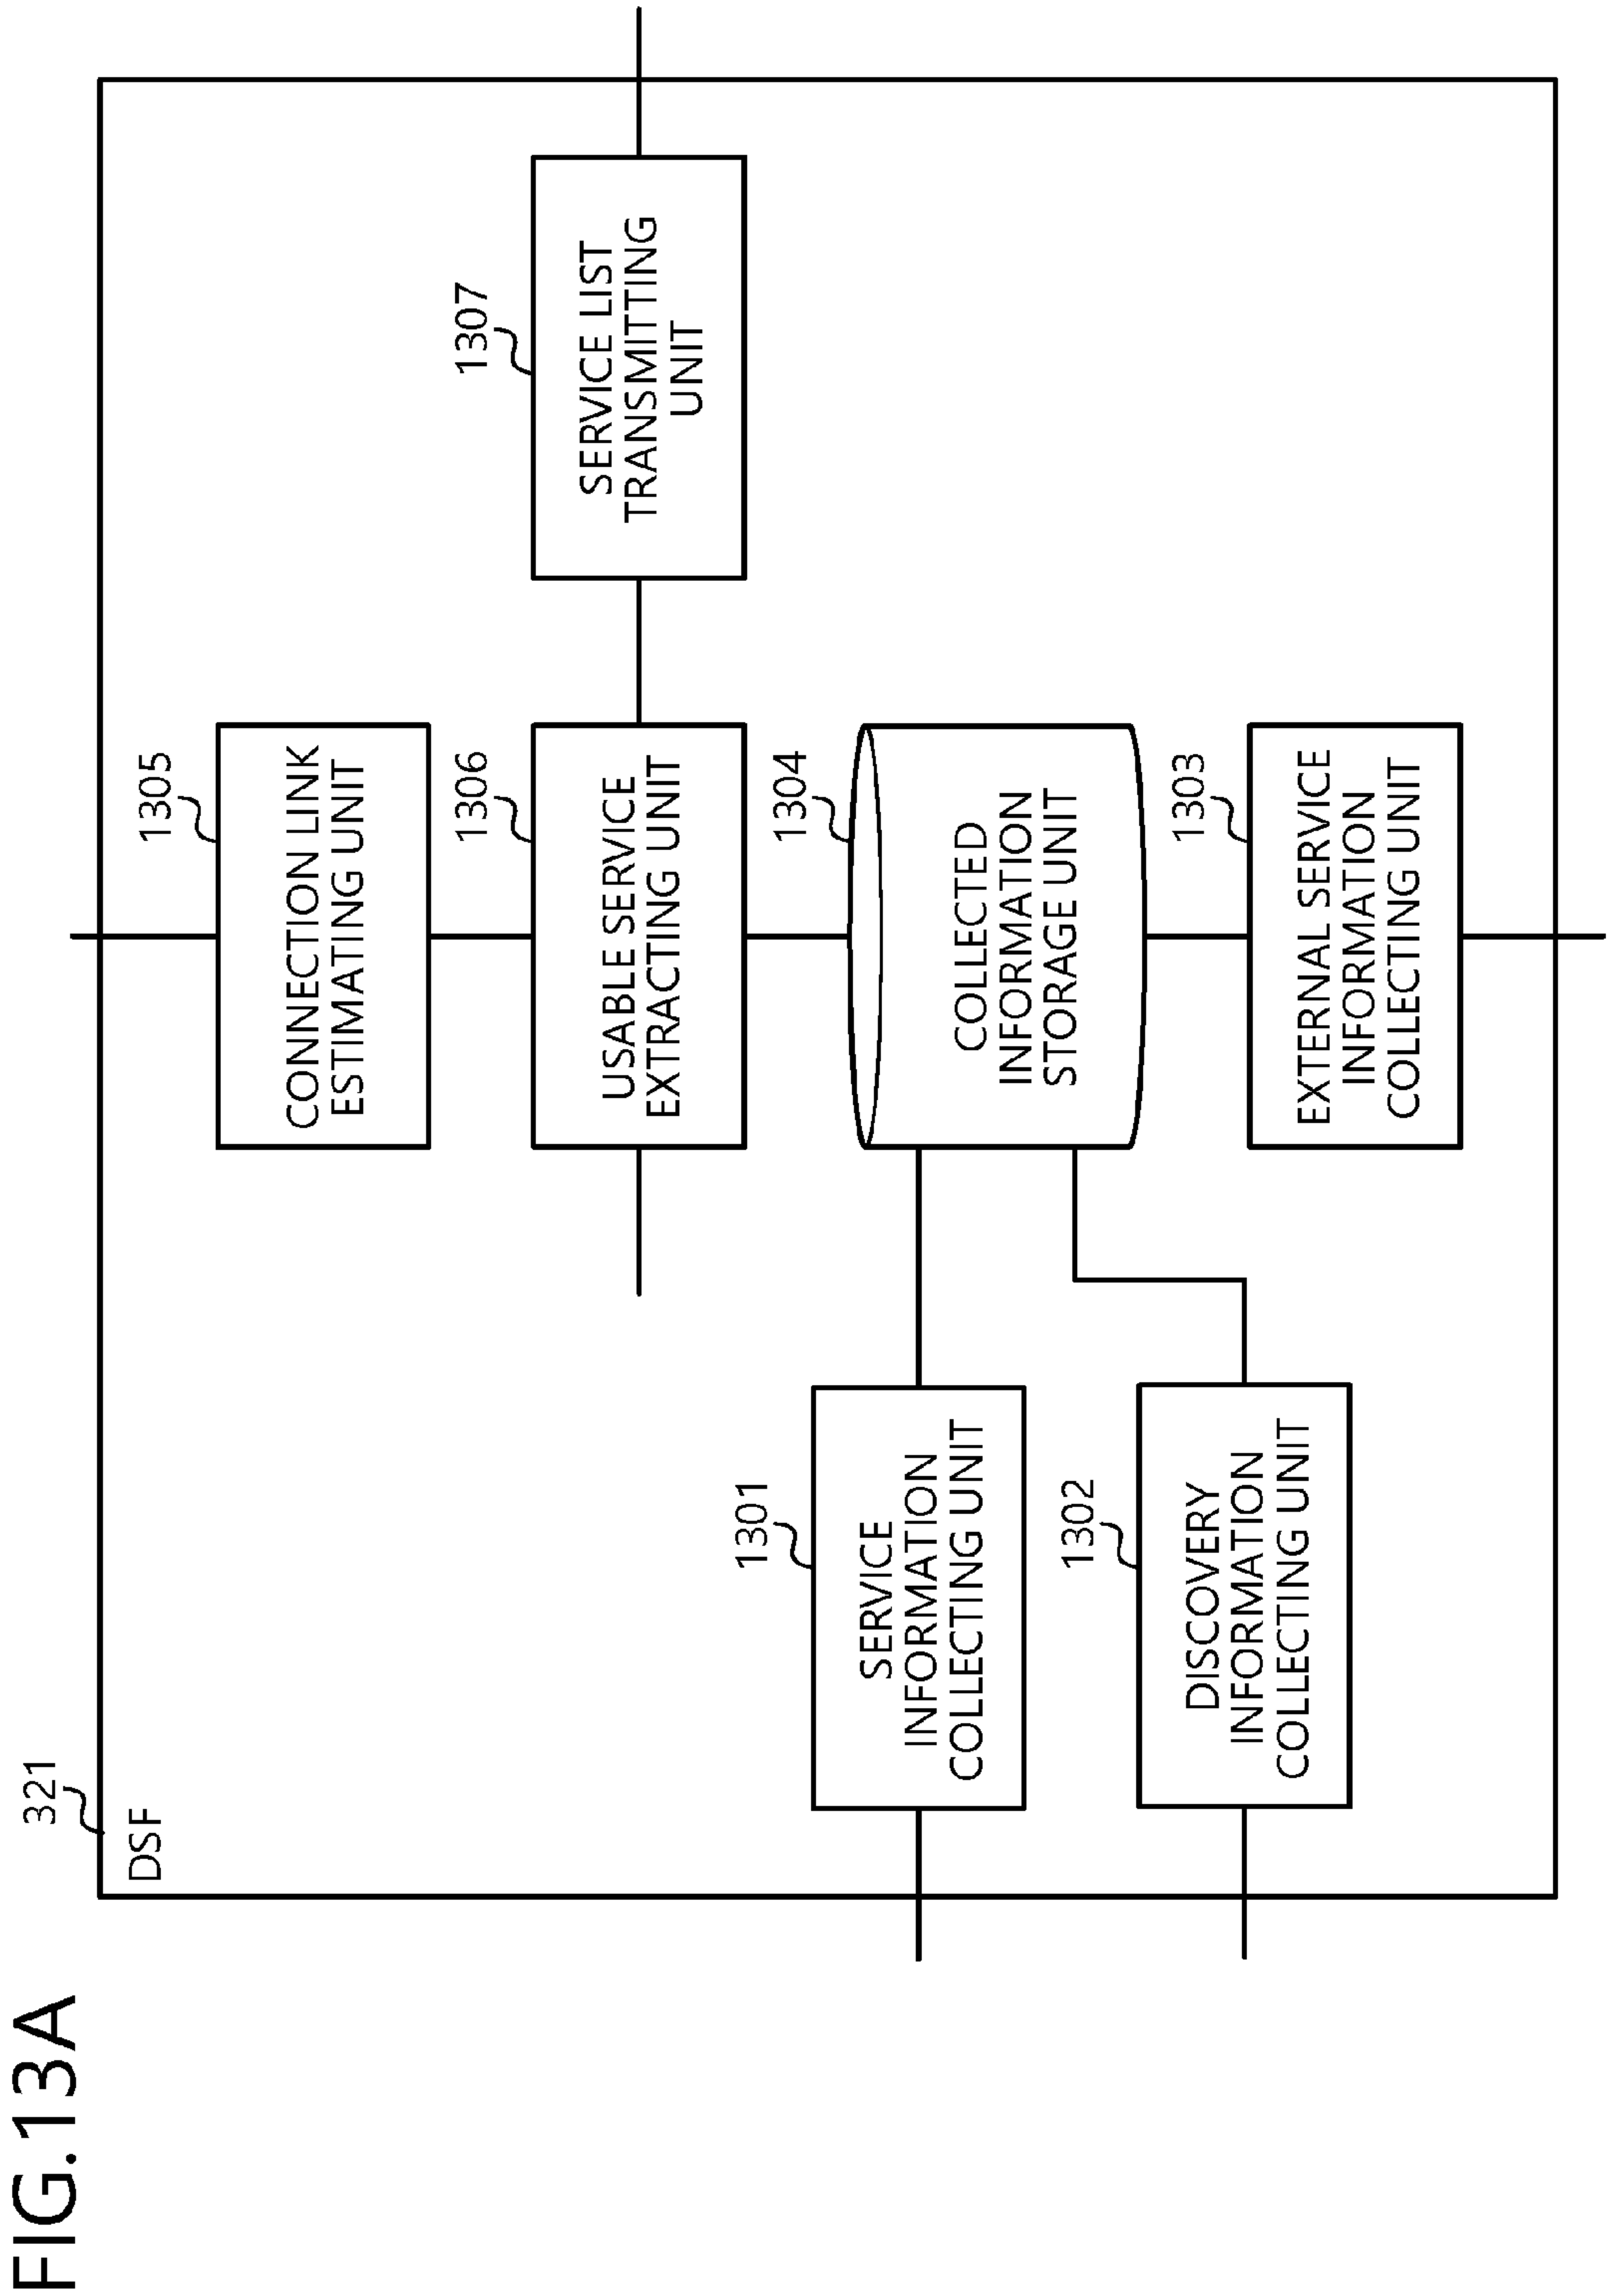 FIG.13A
321
DSF
1305
CONNECTION LINK
ESTIMATING UNIT
1306
USABLE SERVICE
EXTRACTING UNIT
1307
SERVICE LIST
TRANSMITTING
UNIT
1301
SERVICE
INFORMATION
COLLECTING UNIT
1304
COLLECTED
INFORMATION
STORAGE UNIT
1302
DISCOVERY
INFORMATION
COLLECTING UNIT
1303
EXTERNAL SERVICE
INFORMATION
COLLECTING UNIT